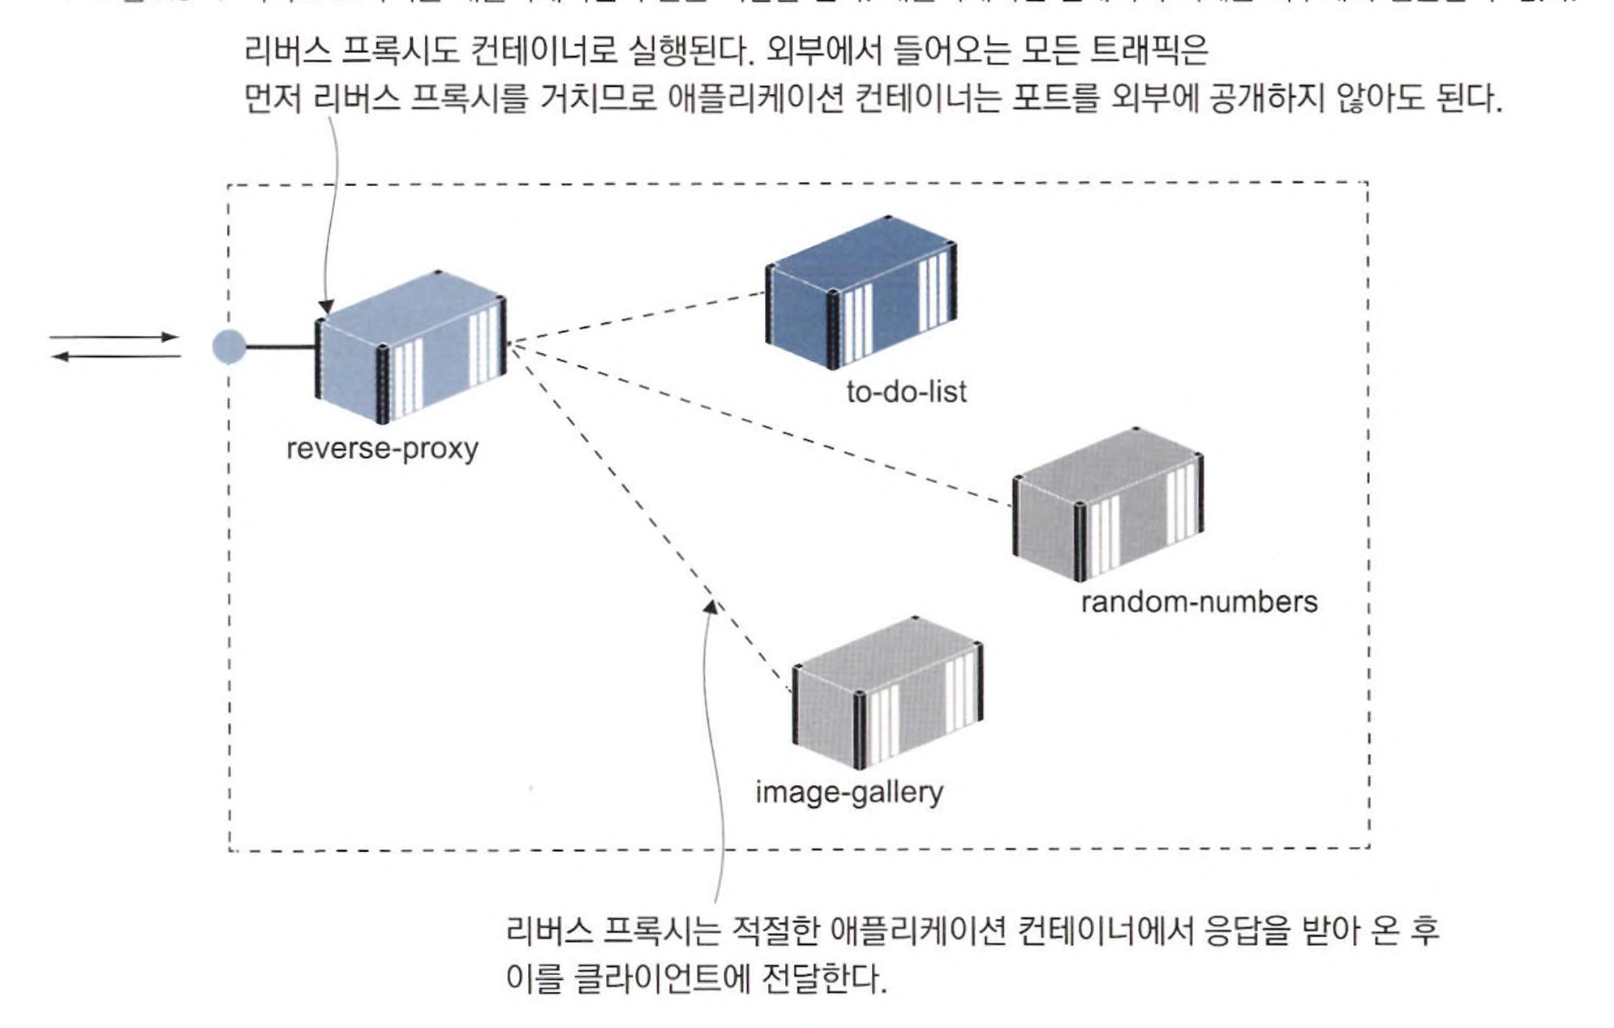 리버스 프록시도 컨테이너로 실행된다. 외부에서 들어오는 모든 트래픽은
먼저 리버스 프록시를 거치므로 애플리케이션 컨테이너는 포트를 외부에 공개하지 않아도 된다.
to-do-list
reverse-proxy
random-numbers
image-gallery
리버스 프록시는 적절한 애플리케이션 컨테이너에서 응답을 받아 온 후
이를 클라이언트에 전달한다.